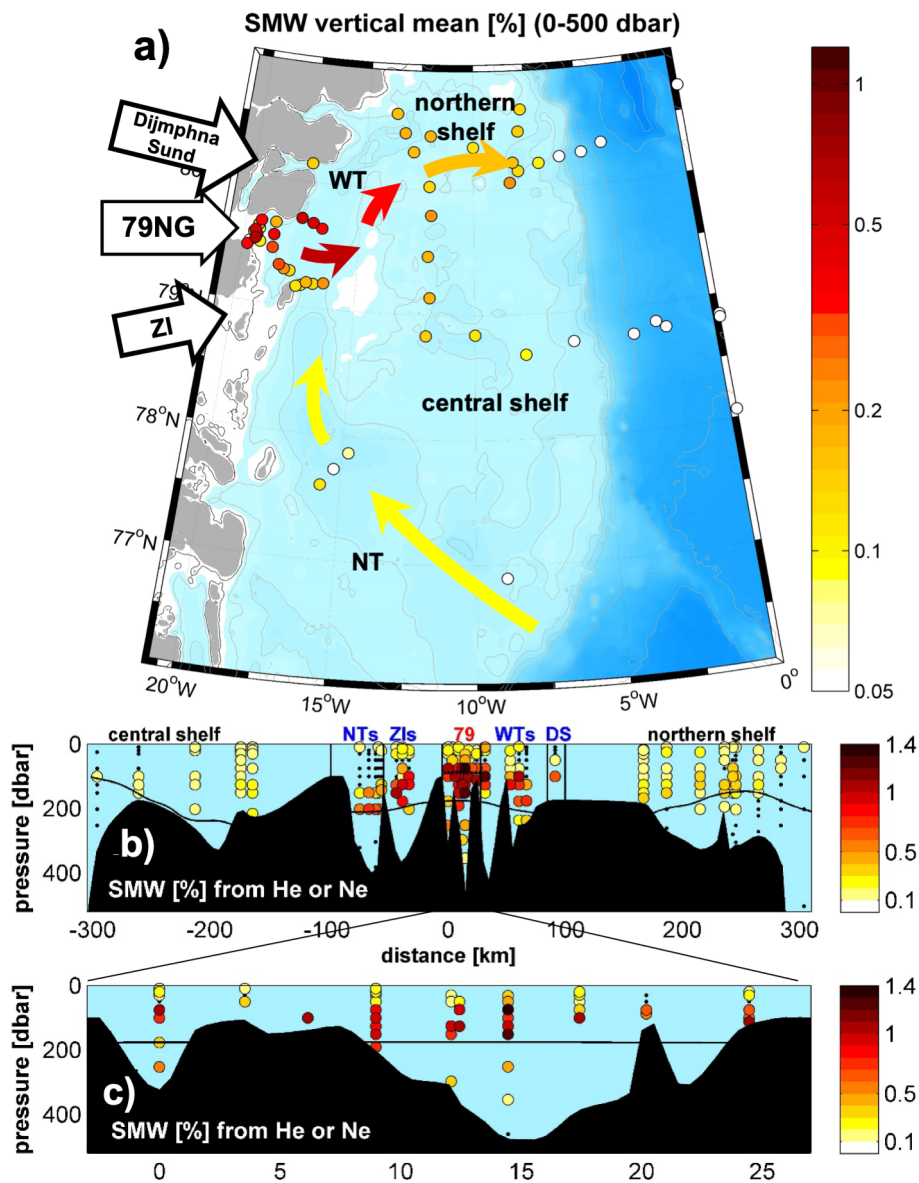 SMW vertical mean [%] (0-500 dbar)
a)
northern
shelf
Dijmphna
Sund
WT
79NG
79°N
ZI
central shelf
78°N
77°N
NT
20°W
15°W
10°W
5°W
0°
1
0.5
0.2
0.1
0.05
central shelf
NTs
ZIs
79
WTs
DS
northern shelf
pressure [dbar]
0
200
400
b)
SMW [%] from He or Ne
1.4
1.0
0.5
0.1
-300
-200
-100
0
100
200
300
distance [km]
pressure [dbar]
0
200
400
c)
SMW [%] from He or Ne
1.4
1.0
0.5
0.1
0
5
10
15
20
25